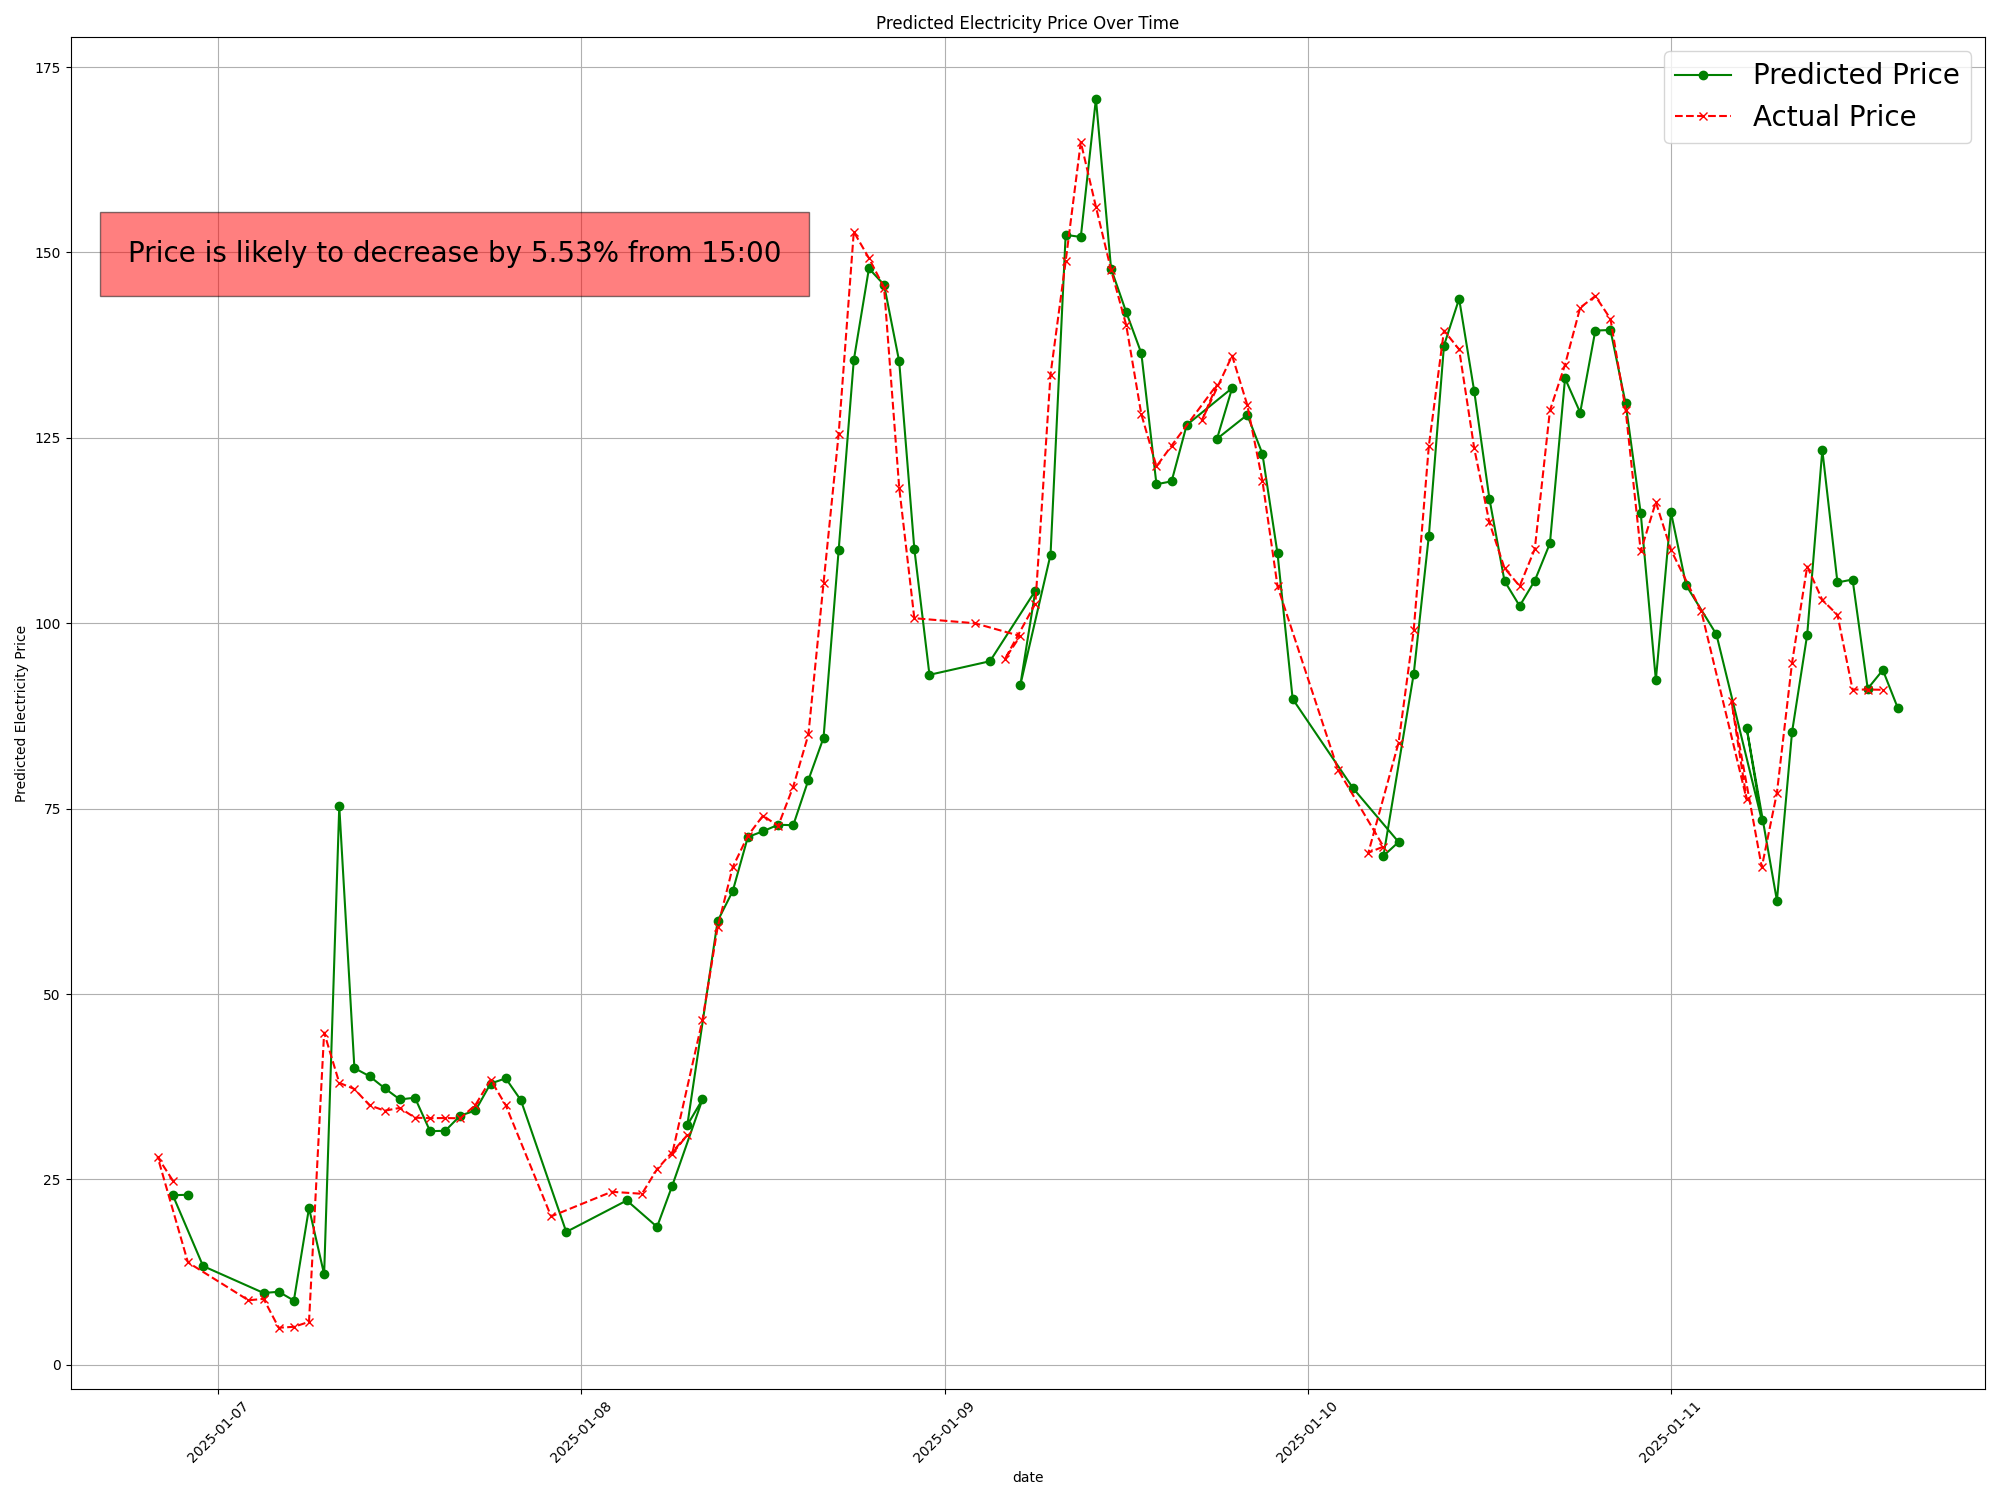 Predicted Electricity Price Over Time
Predicted Price
Actual Price
Price is likely to decrease by 5.53% from 15:00
Predicted Electricity Price
175
150
125
100
75
50
25
0
2025-01-07
2025-01-08
2025-01-09
2025-01-10
2025-01-11
date